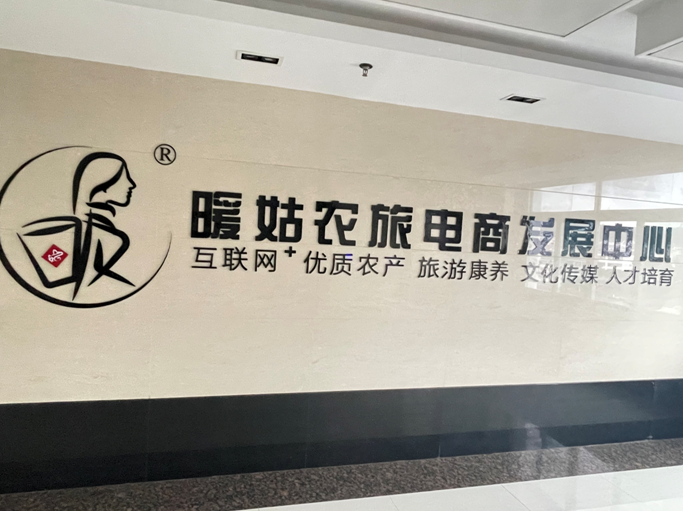 ®
暖姑农旅电商发展中心
互联网+ 优质农产 旅游康养 文化传媒 人才培育